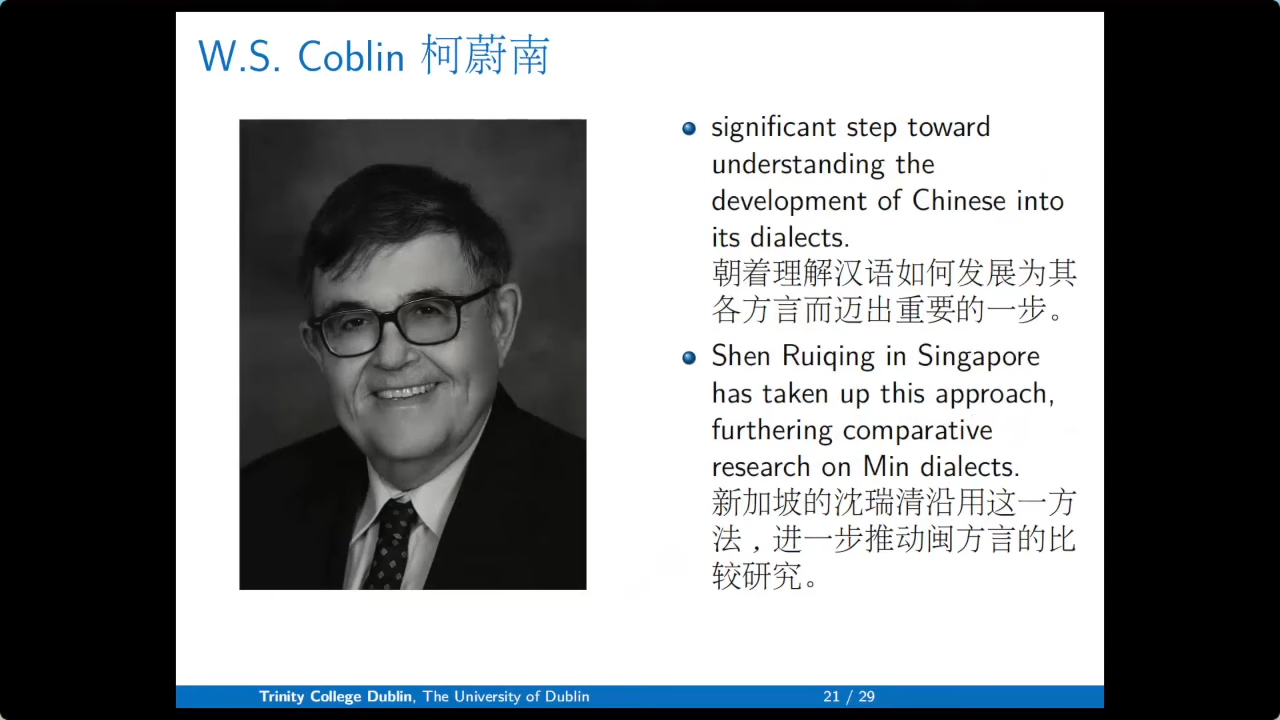 W.S. Coblin 柯蔚南
significant step toward
understanding the
development of Chinese into
its dialects.
朝着理解汉语如何发展为其
各方言而迈出重要的一步。
Shen Ruiqing in Singapore
has taken up this approach,
furthering comparative
research on Min dialects.
新加坡的沈瑞清沿用这一方
法，进一步推动闽方言的比
较研究。
Trinity College Dublin, The University of Dublin
21 / 29